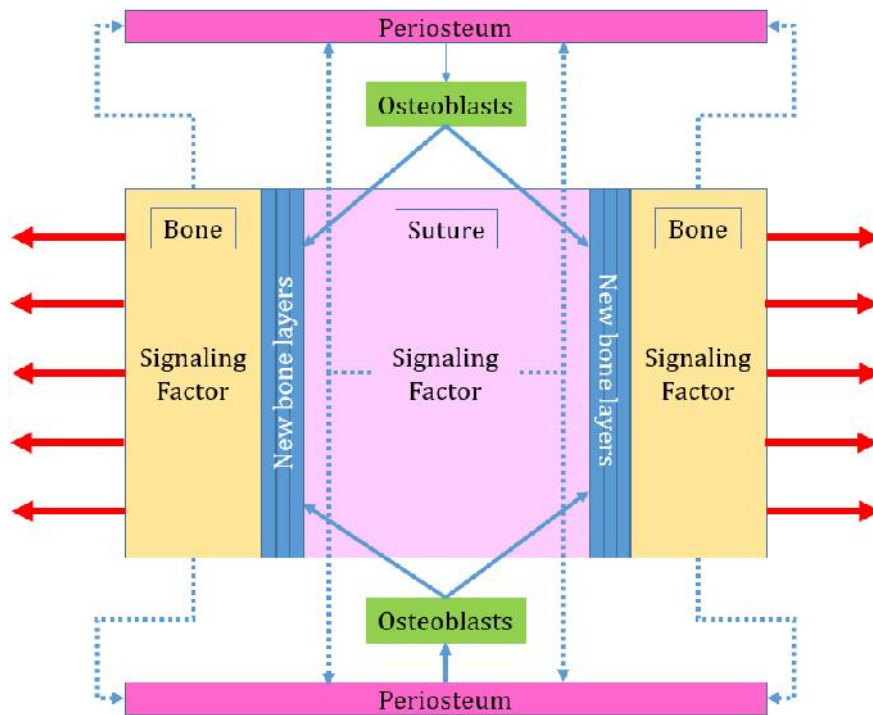 Periosteum
Osteoblasts
Bone
Suture
Bone
New bone layers
New bone layers
Signaling
Factor
Signaling
Factor
Signaling
Factor
Osteoblasts
Periosteum